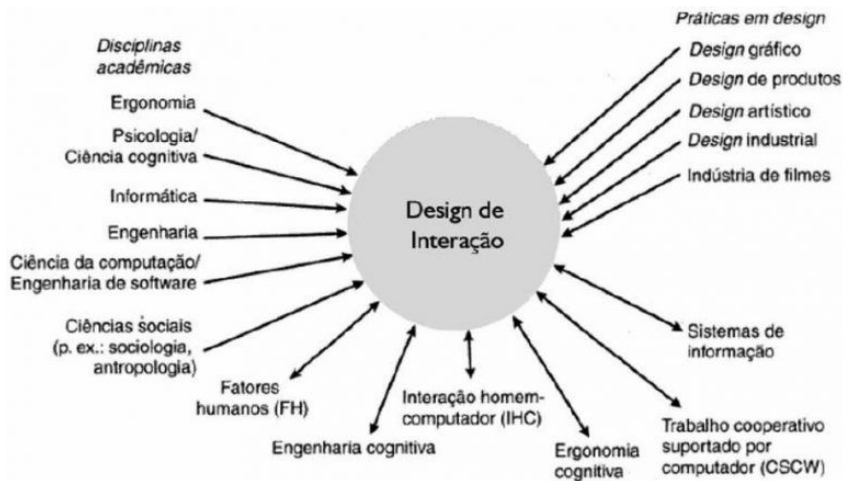 Disciplinas
acadêmicas
Ergonomia
Psicologia/
Ciência cognitiva
Informática
Engenharia
Ciência da computação/
Engenharia de software
Ciências sociais
(p. ex.: sociologia,
antropologia)
Fatores
humanos (FH)
Engenharia cognitiva
Interação homem-
computador (IHC)
Ergonomia
cognitiva
Trabalho cooperativo
suportado por
computador (CSCW)
Sistemas de
informação
Práticas em design
Design gráfico
Design de produtos
Design artístico
Design industrial
Indústria de filmes
Design de
Interação